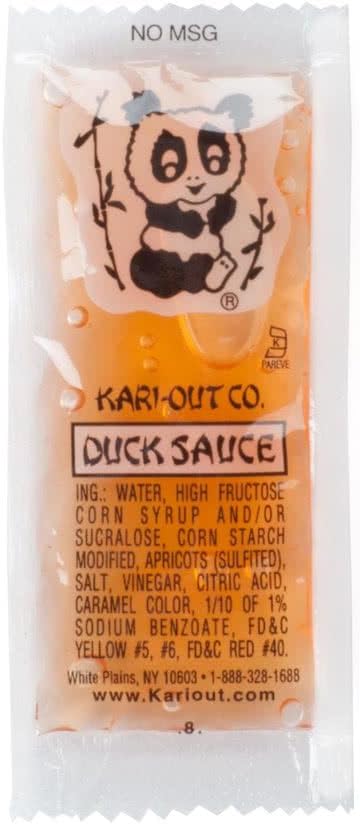 NO MSG
®
K
PAREVE
KARI-OUT CO.
DUCK SAUCE
ING.: WATER, HIGH FRUCTOSE
CORN SYRUP AND/OR
SUCRALOSE, CORN STARCH
MODIFIED, APRICOTS (SULFITED),
SALT, VINEGAR, CITRIC ACID,
CARAMEL COLOR, 1/10 OF 1%
SODIUM BENZOATE, FD&C
YELLOW #5, #6, FD&C RED #40.
White Plains, NY 10603 • 1-888-328-1688
www.Kariout.com
.8.